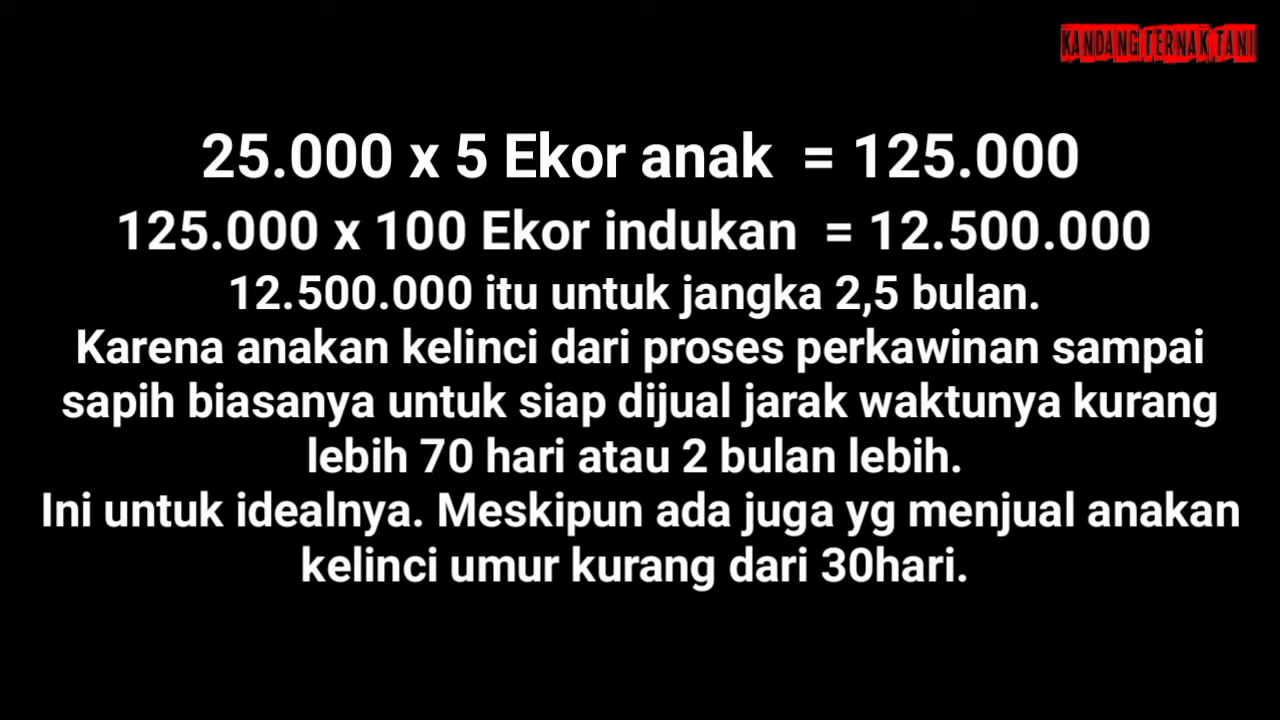 KANDANG TERNAK TANI
25.000 x 5 Ekor anak = 125.000
125.000 x 100 Ekor indukan = 12.500.000
12.500.000 itu untuk jangka 2,5 bulan.
Karena anakan kelinci dari proses perkawinan sampai
sapih biasanya untuk siap dijual jarak waktunya kurang
lebih 70 hari atau 2 bulan lebih.
Ini untuk idealnya. Meskipun ada juga yg menjual anakan
kelinci umur kurang dari 30hari.